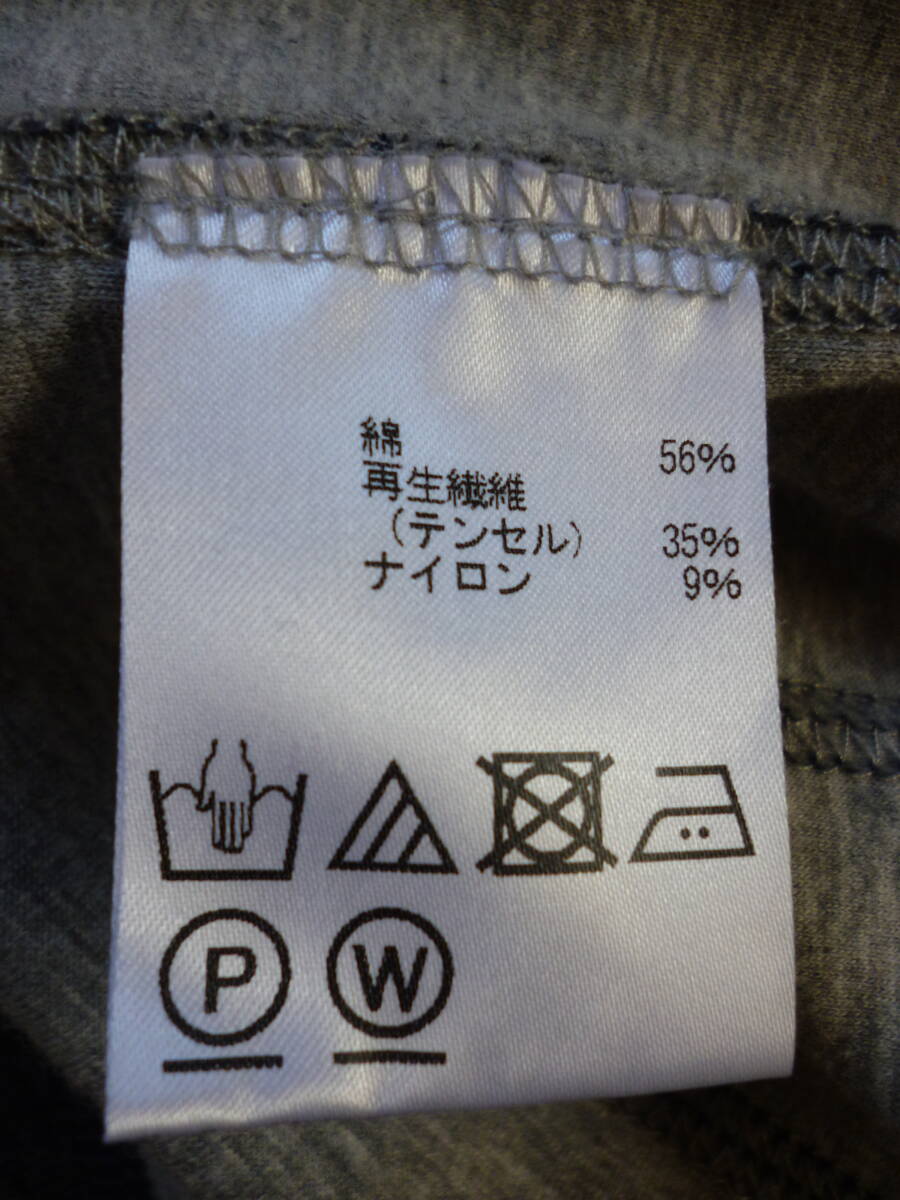 綿 56%
再生繊維
(テンセル) 35%
ナイロン 9%
P
W